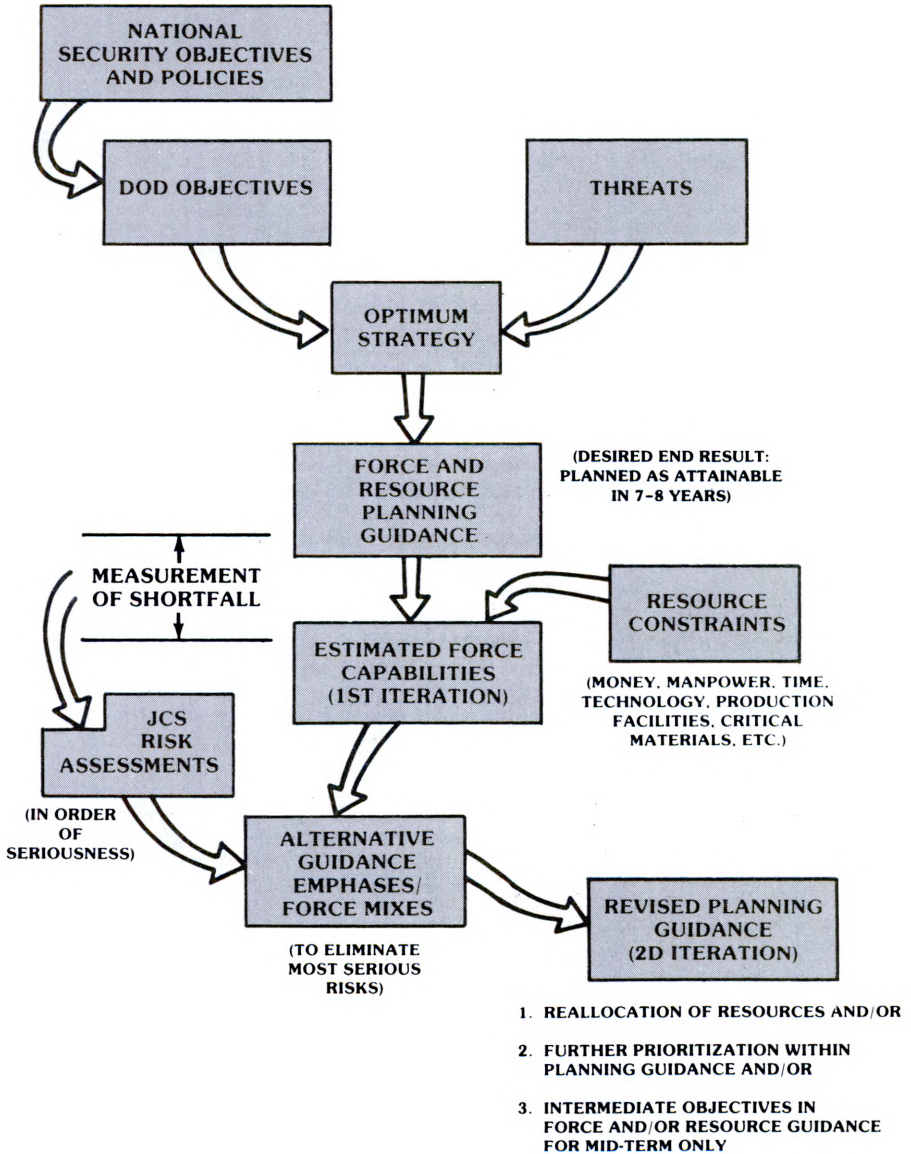 NATIONAL
SECURITY OBJECTIVES
AND POLICIES
DOD OBJECTIVES
THREATS
OPTIMUM
STRATEGY
FORCE AND
RESOURCE
PLANNING
GUIDANCE
(DESIRED END RESULT:
PLANNED AS ATTAINABLE
IN 7-8 YEARS)
MEASUREMENT
OF SHORTFALL
RESOURCE
CONSTRAINTS
ESTIMATED FORCE
CAPABILITIES
(1ST ITERATION)
(MONEY, MANPOWER, TIME,
TECHNOLOGY, PRODUCTION
FACILITIES, CRITICAL
MATERIALS, ETC.)
JCS
RISK
ASSESSMENTS
(IN ORDER
OF
SERIOUSNESS)
ALTERNATIVE
GUIDANCE
EMPHASES/
FORCE MIXES
(TO ELIMINATE
MOST SERIOUS
RISKS)
REVISED PLANNING
GUIDANCE
(2D ITERATION)
1. REALLOCATION OF RESOURCES AND/OR
2. FURTHER PRIORITIZATION WITHIN
PLANNING GUIDANCE AND/OR
3. INTERMEDIATE OBJECTIVES IN
FORCE AND/OR RESOURCE GUIDANCE
FOR MID-TERM ONLY